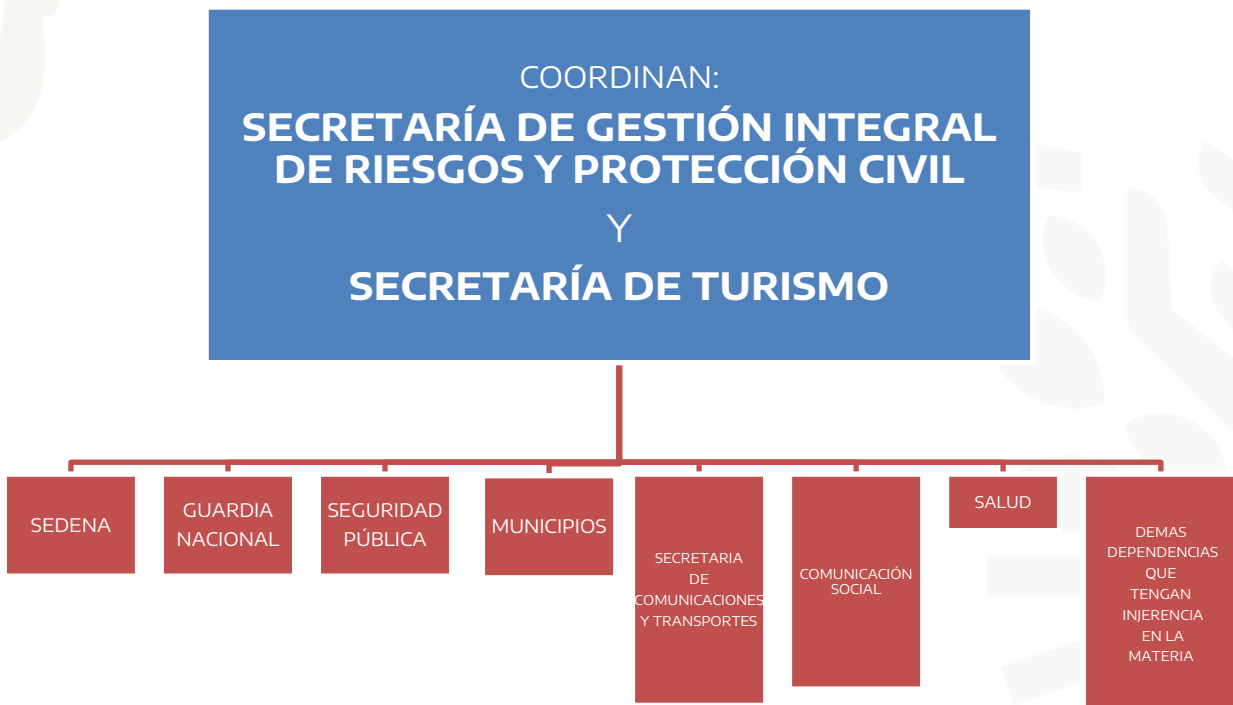 COORDINAN:
SECRETARÍA DE GESTIÓN INTEGRAL
DE RIESGOS Y PROTECCIÓN CIVIL
Y
SECRETARÍA DE TURISMO
SEDENA
GUARDIA
NACIONAL
SEGURIDAD
PÚBLICA
MUNICIPIOS
SECRETARIA
DE
COMUNICACIONES
Y TRANSPORTES
COMUNICACIÓN
SOCIAL
SALUD
DEMAS
DEPENDENCIAS
QUE
TENGAN
INJERENCIA
EN LA
MATERIA